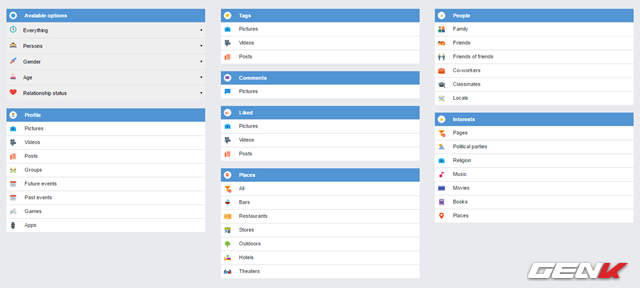 Available options
Everything
Persons
Gender
Age
Relationship status
Profile
Pictures
Videos
Posts
Groups
Future events
Past events
Games
Apps
Tags
Pictures
Videos
Posts
Comments
Pictures
Liked
Pictures
Videos
Posts
Places
All
Bars
Restaurants
Stores
Outdoors
Hotels
Theaters
People
Family
Friends
Friends of friends
Co-workers
Classmates
Locals
Interests
Pages
Political parties
Religion
Music
Movies
Books
Places
GENK